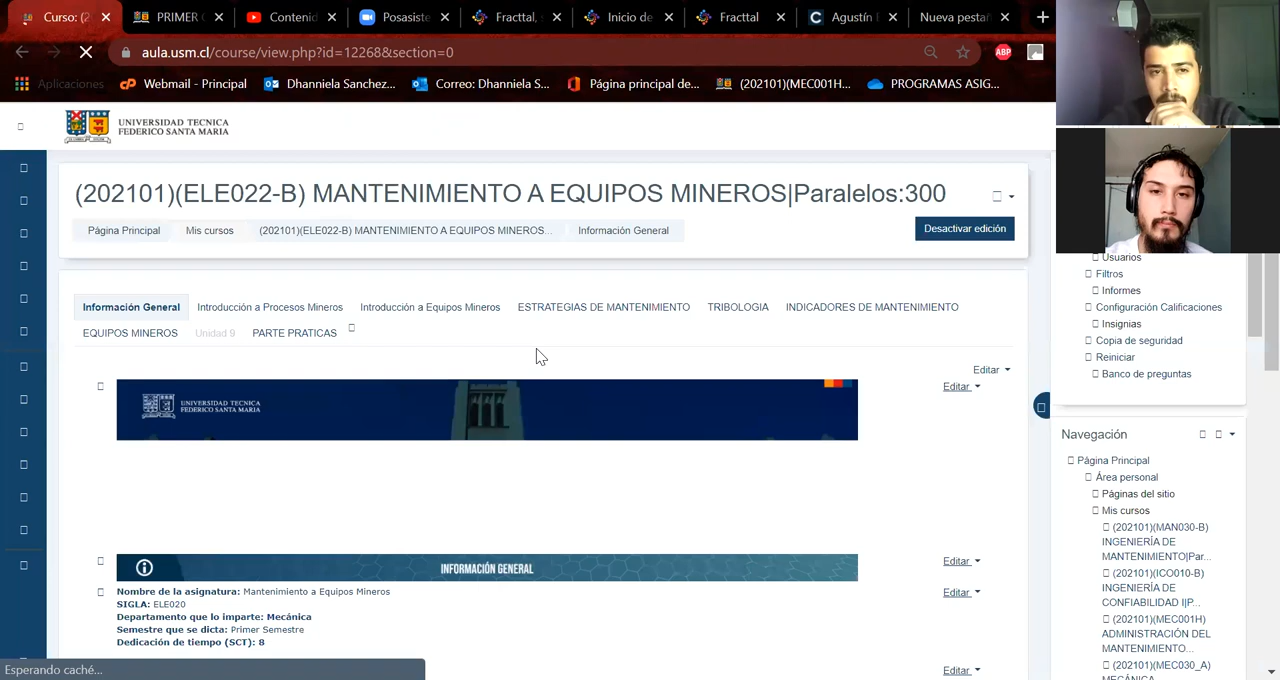 Curso: (2
PRIMER C
Contenid
Posasiste
Fracttal,
Inicio de
Fracttal
Agustín
Nueva pestañ
aula.usm.cl/course/view.php?id=12268&section=0
ABP
Aplicaciones
Webmail - Principal
Dhanniela Sanchez...
Correo: Dhanniela S...
Página principal de...
(202101)(MEC001H...
PROGRAMAS ASIG...
UNIVERSIDAD TECNICA
FEDERICO SANTA MARIA
(202101)(ELE022-B) MANTENIMIENTO A EQUIPOS MINEROS|Paralelos:300
Página Principal
Mis cursos
(202101)(ELE022-B) MANTENIMIENTO A EQUIPOS MINEROS...
Información General
Desactivar edición
Información General
Introducción a Procesos Mineros
Introducción a Equipos Mineros
ESTRATEGIAS DE MANTENIMIENTO
TRIBOLOGIA
INDICADORES DE MANTENIMIENTO
EQUIPOS MINEROS
Unidad 9
PARTE PRATICAS
Editar
Editar
UNIVERSIDAD TECNICA
FEDERICO SANTA MARIA
INFORMACIÓN GENERAL
Editar
Nombre de la asignatura: Mantenimiento a Equipos Mineros
SIGLA: ELE020
Departamento que lo imparte: Mecánica
Semestre que se dicta: Primer Semestre
Dedicación de tiempo (SCT): 8
Editar
Editar
Esperando caché...
Usuarios
Filtros
Informes
Configuración Calificaciones
Insignias
Copia de seguridad
Reiniciar
Banco de preguntas
Navegación
Página Principal
Área personal
Páginas del sitio
Mis cursos
(202101)(MAN030-B)
INGENIERÍA DE
MANTENIMIENTO|Par...
(202101)(ICO010-B)
INGENIERÍA DE
CONFIABILIDAD I|P...
(202101)(MEC001H)
ADMINISTRACIÓN DEL
MANTENIMIENTO...
(202101)(MEC030_A)
MECÁNICA